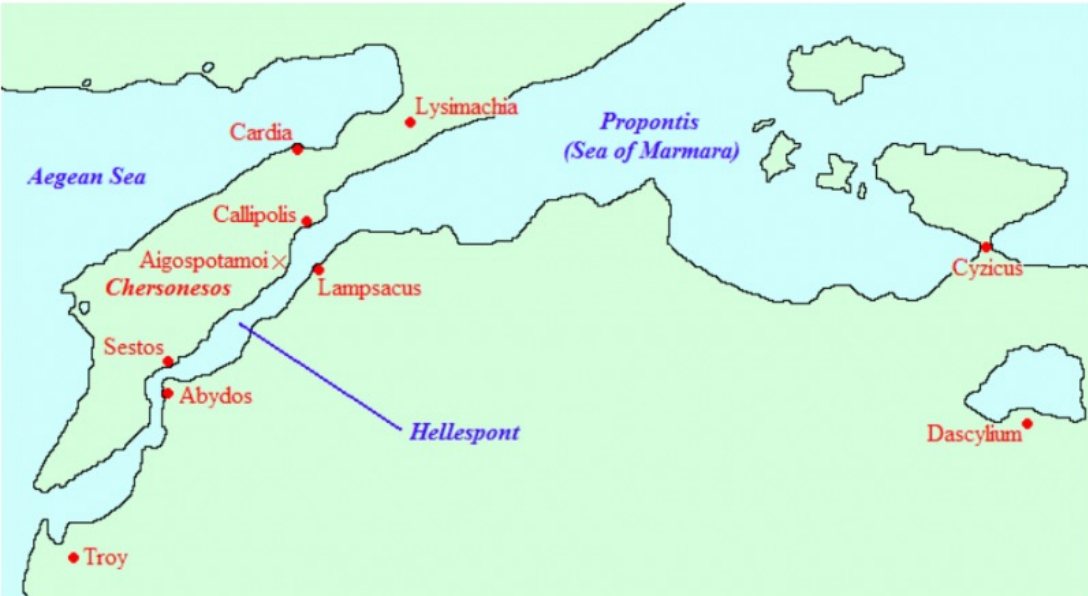 Lysimachia
Cardia
Propontis
(Sea of Marmara)
Aegean Sea
Callipolis
Aigospotamoi
Chersonesos
Lampsacus
Cyzicus
Sestos
Abydos
Hellespont
Dascylium
Troy